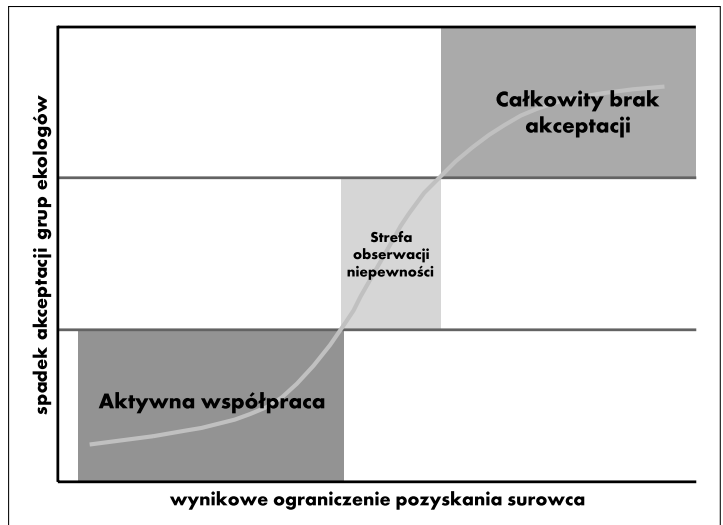 spadek akceptacji grup ekologów
Całkowity brak
akceptacji
Strefa
obserwacji
niepewności
Aktywna współpraca
wynikowe ograniczenie pozyskania surowca